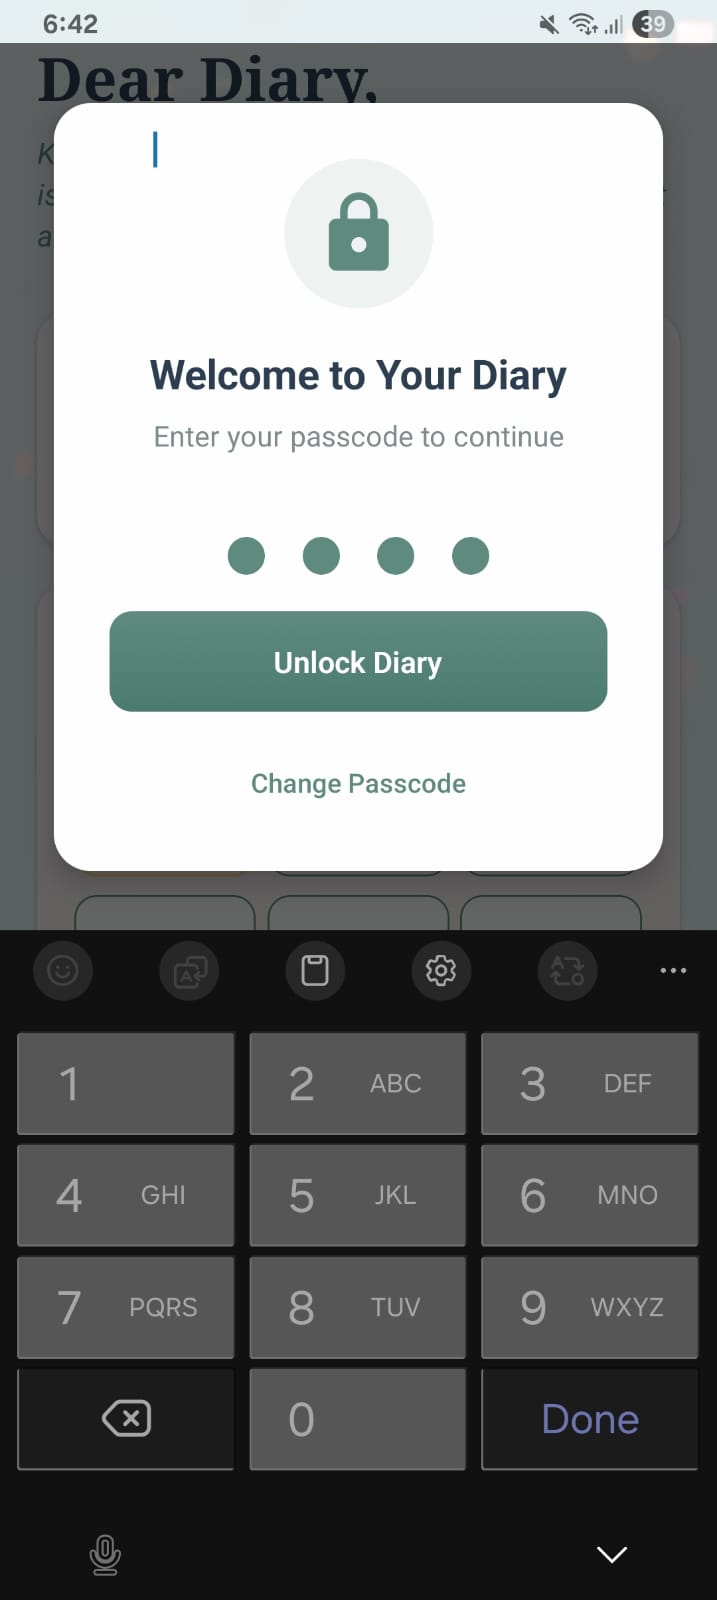 6:42
39
Dear Diary,
K
is
a
Welcome to Your Diary
Enter your passcode to continue
Unlock Diary
Change Passcode
1
2 ABC
3 DEF
4 GHI
5 JKL
6 MNO
7 PQRS
8 TUV
9 WXYZ
0
Done